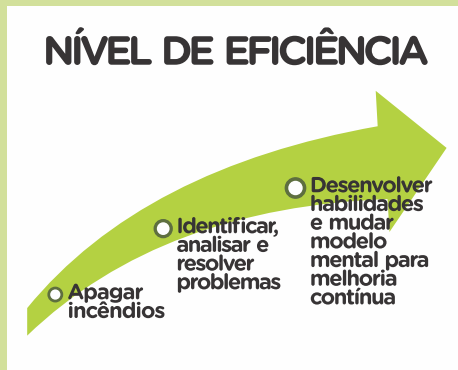 NÍVEL DE EFICIÊNCIA
Apagar
incêndios
Identificar,
analisar e
resolver
problemas
Desenvolver
habilidades
e mudar
modelo
mental para
melhoria
contínua